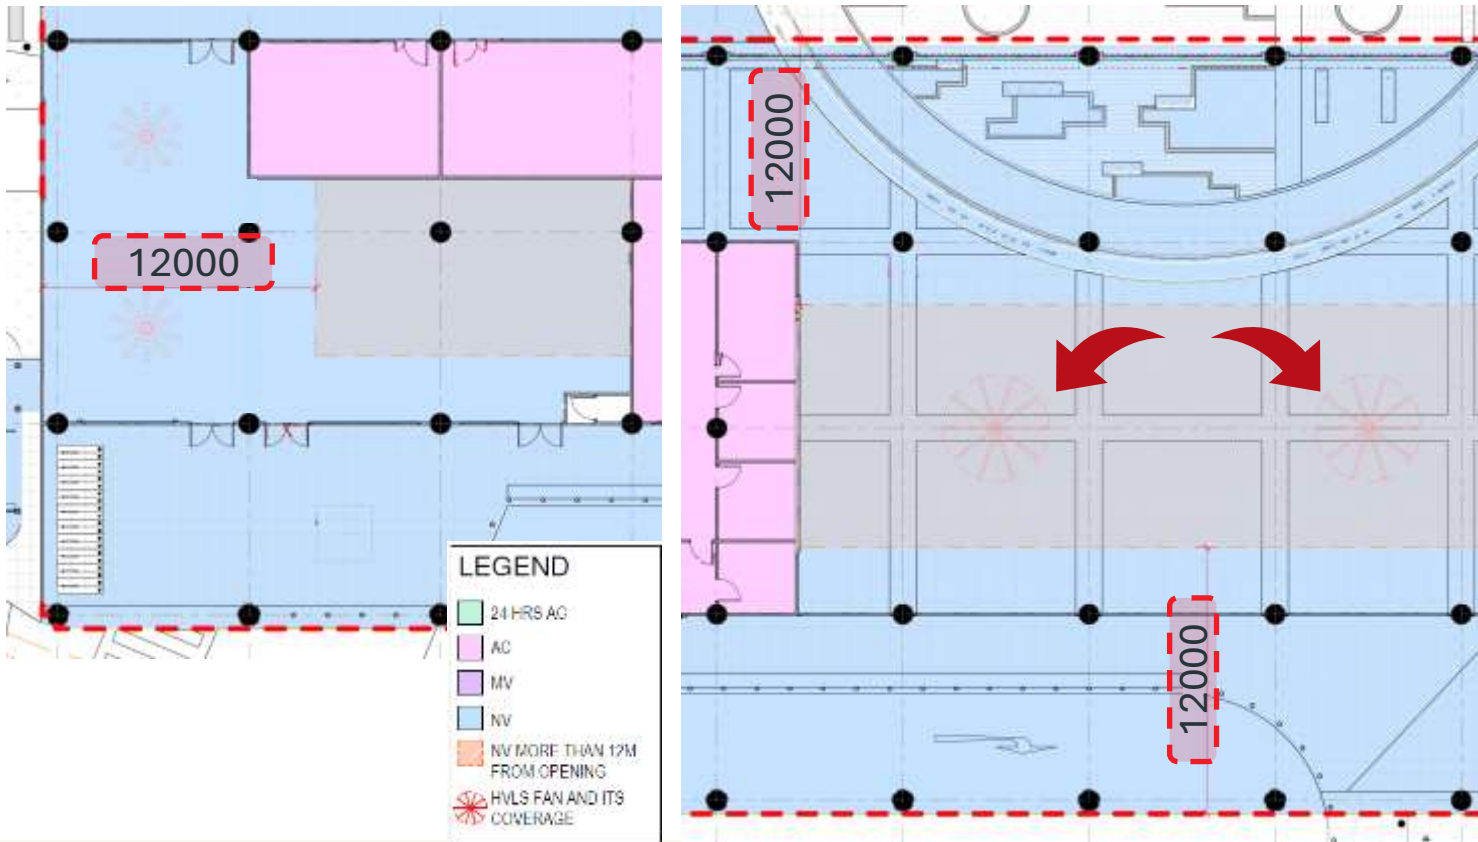 12000
12000
LEGEND
24 HRS AC
AC
MV
NV
NV MORE THAN 12M
FROM OPENING
HVLS FAN AND ITS
COVERAGE
12000